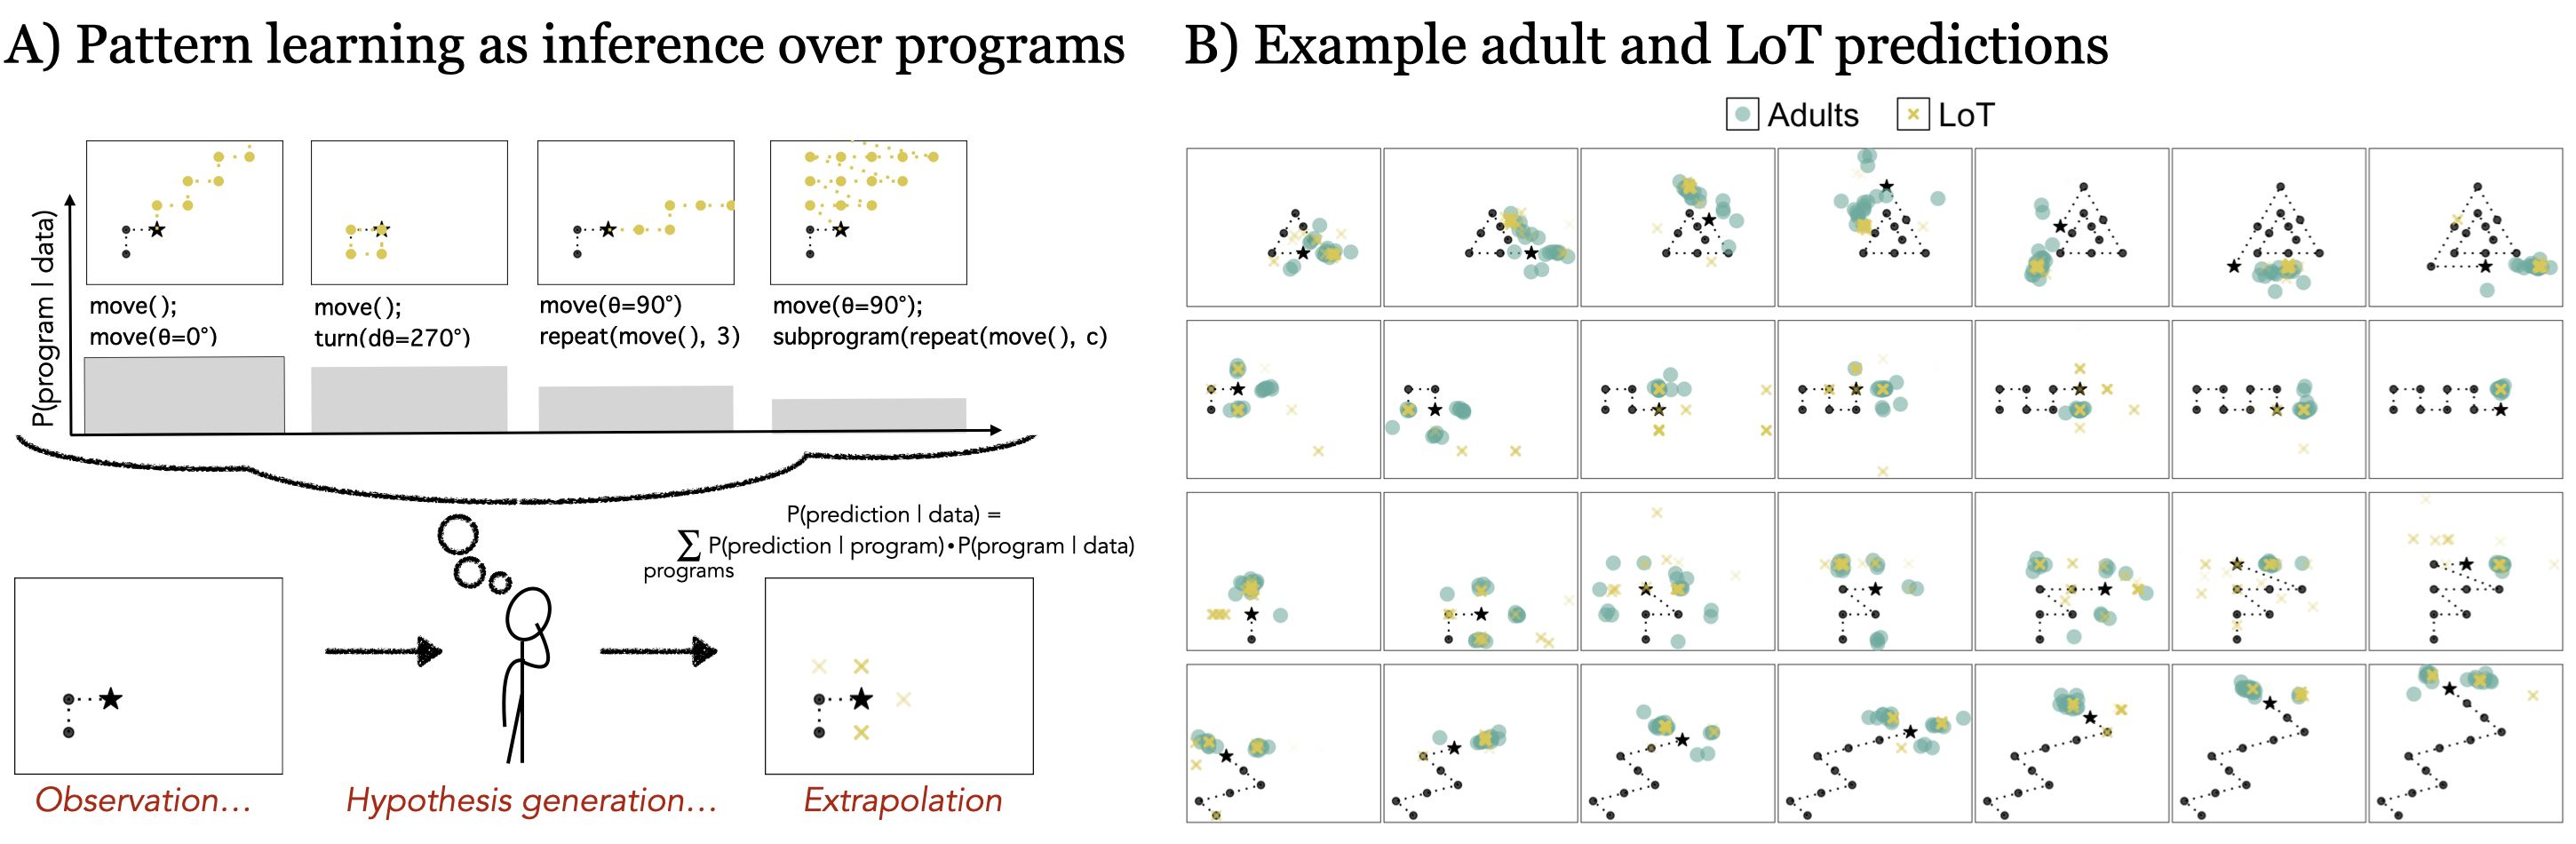 A) Pattern learning as inference over programs
P(program | data)
move();
move(θ=0°)
move();
turn(dθ=270°)
move(θ=90°)
repeat(move(), 3)
move(θ=90°);
subprogram(repeat(move(), c)
P(prediction | data) =
∑ P(prediction | program)•P(program | data)
programs
Observation...
Hypothesis generation...
Extrapolation
B) Example adult and LoT predictions
Adults
LoT